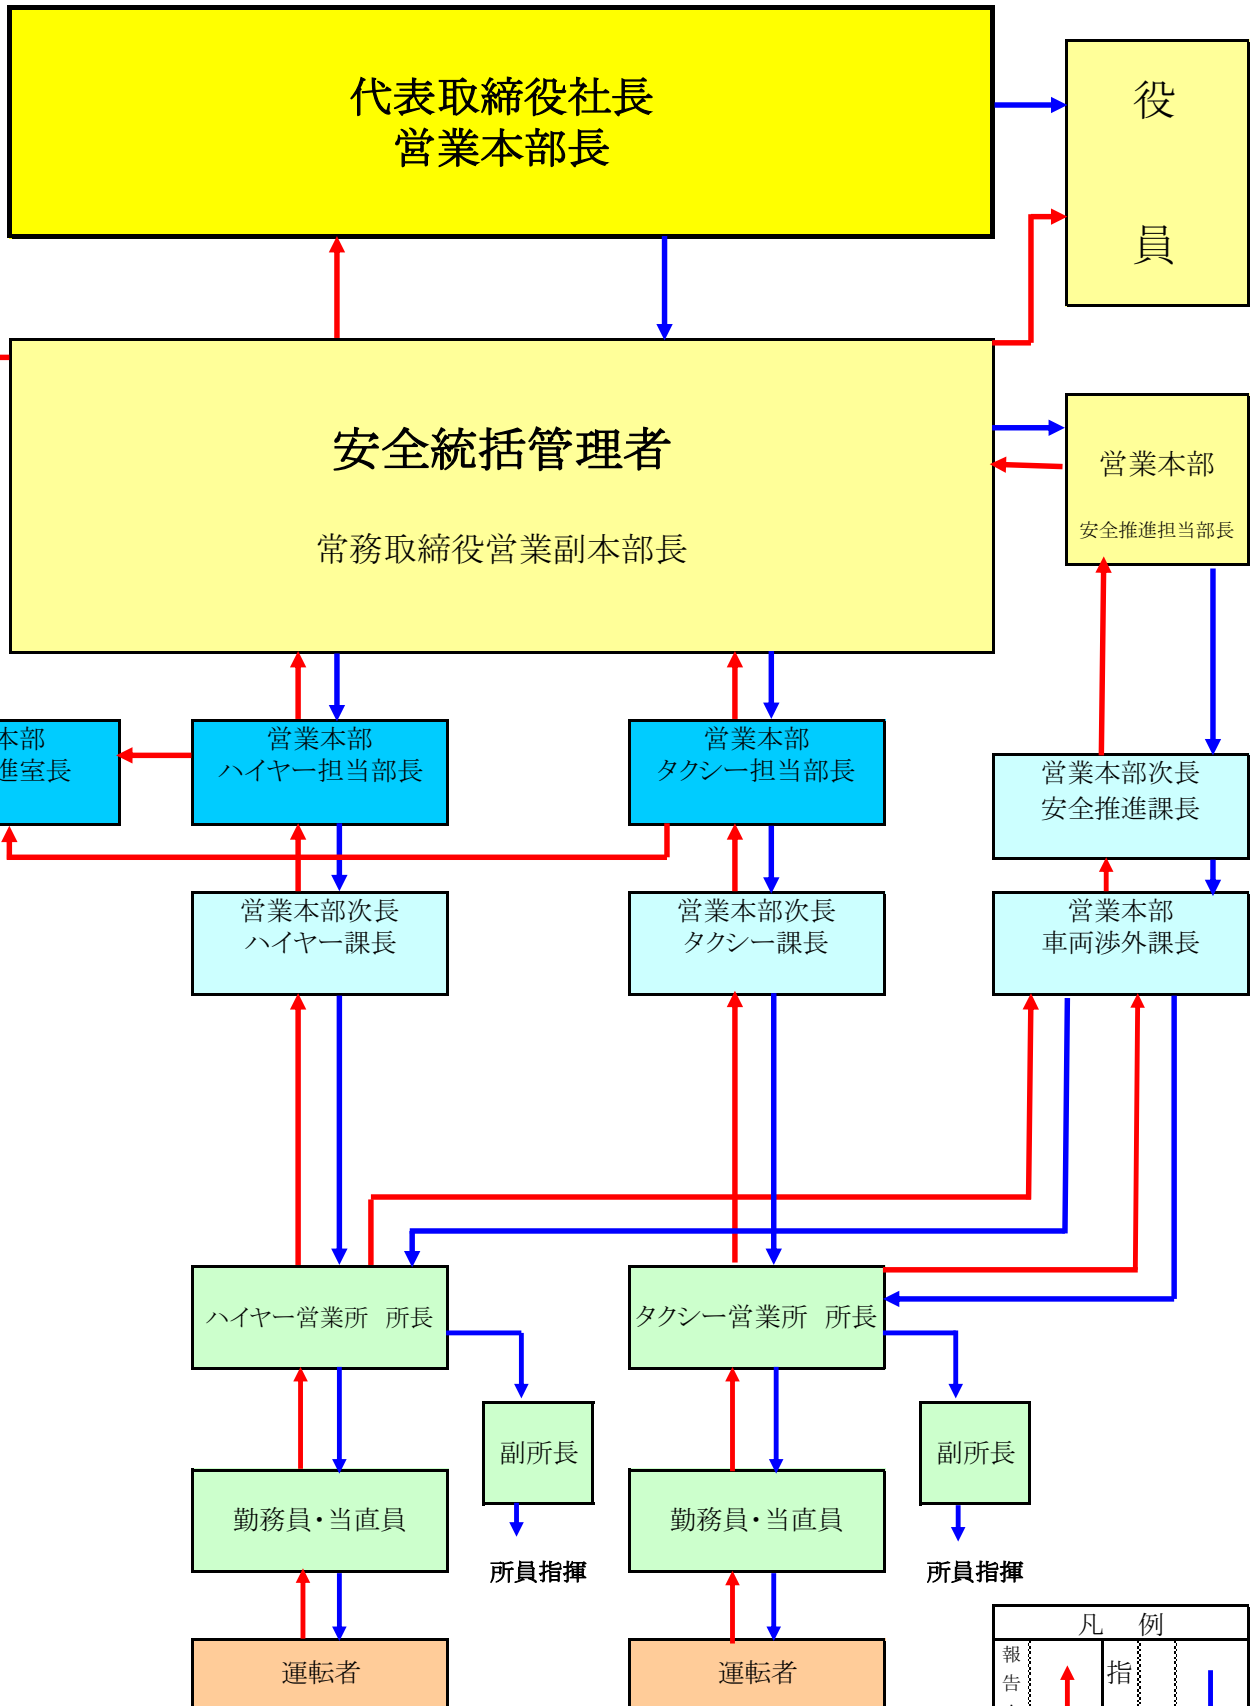 代表取締役社長
営業本部長
役
員
安全統括管理者
常務取締役営業副本部長
営業本部
安全推進担当部長
本部
進室長
営業本部
ハイヤー担当部長
営業本部
タクシー担当部長
営業本部次長
安全推進課長
営業本部次長
ハイヤー課長
営業本部次長
タクシー課長
営業本部
車両渉外課長
ハイヤー営業所 所長
タクシー営業所 所長
副所長
副所長
勤務員・当直員
勤務員・当直員
所員指揮
所員指揮
運転者
運転者
凡 例
報
告
指